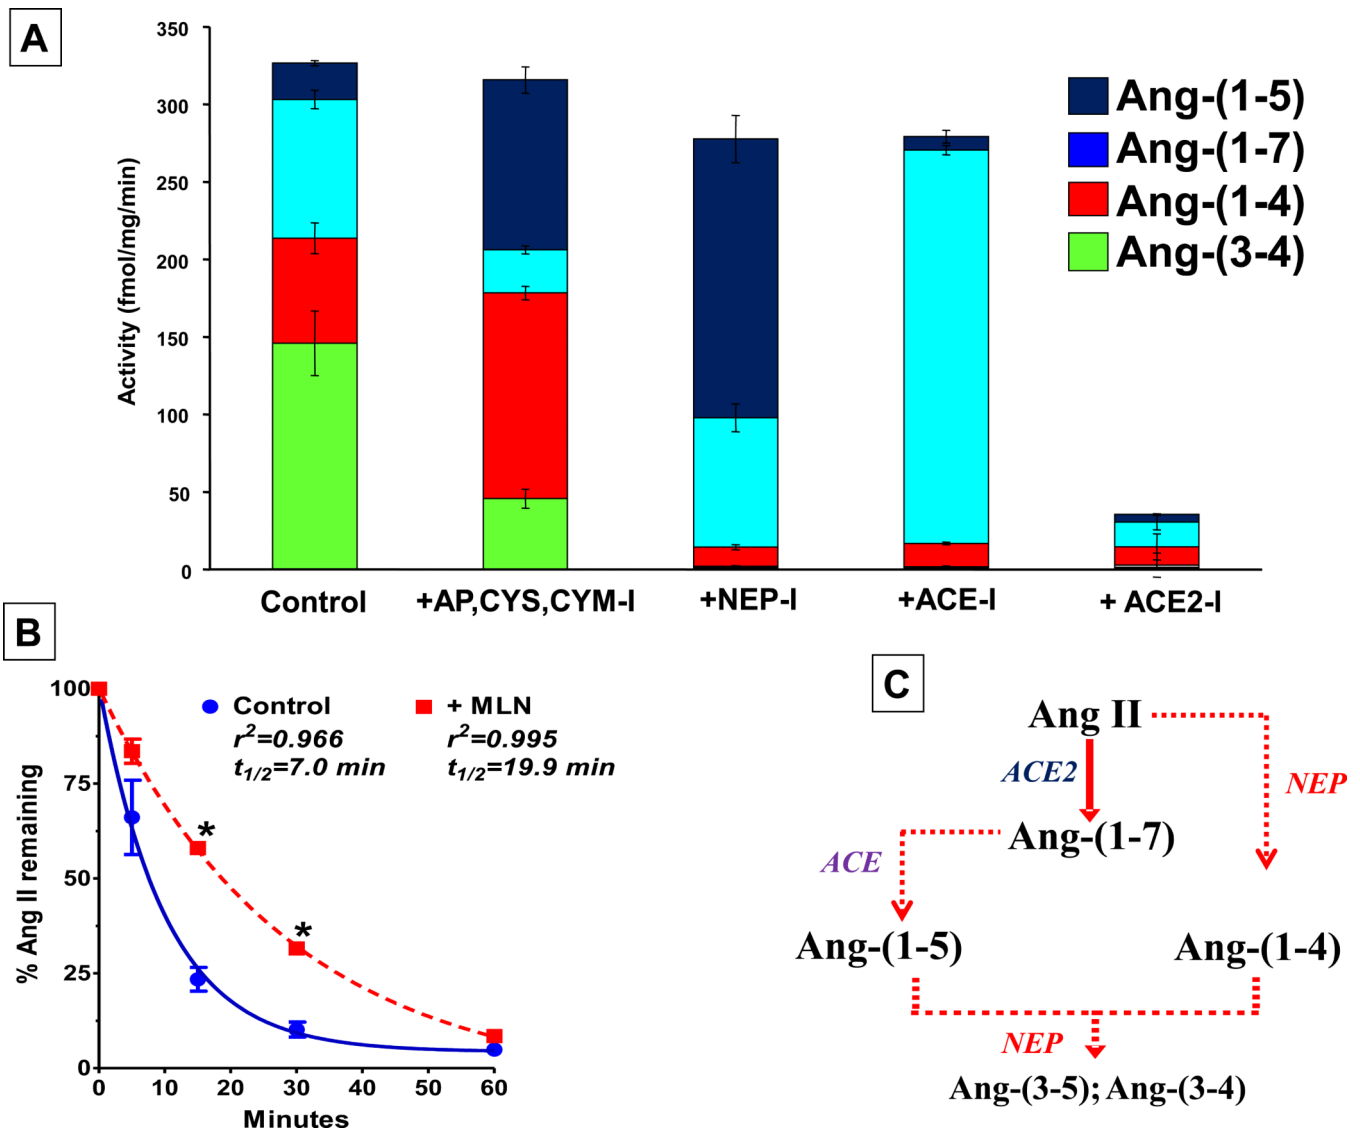 A
350
300
250
200
150
100
50
0
Activity (fmol/mg/min)
Ang-(1-5)
Ang-(1-7)
Ang-(1-4)
Ang-(3-4)
Control
+AP,CYS,CYM-I
+NEP-I
+ACE-I
+ ACE2-I
B
100
75
50
25
0
% Ang II remaining
Control
r²=0.966
t1/2=7.0 min
+ MLN
r²=0.995
t1/2=19.9 min
*
*
0 10 20 30 40 50 60
Minutes
C
Ang II
ACE2
NEP
Ang-(1-7)
ACE
Ang-(1-5)
Ang-(1-4)
NEP
Ang-(3-5); Ang-(3-4)